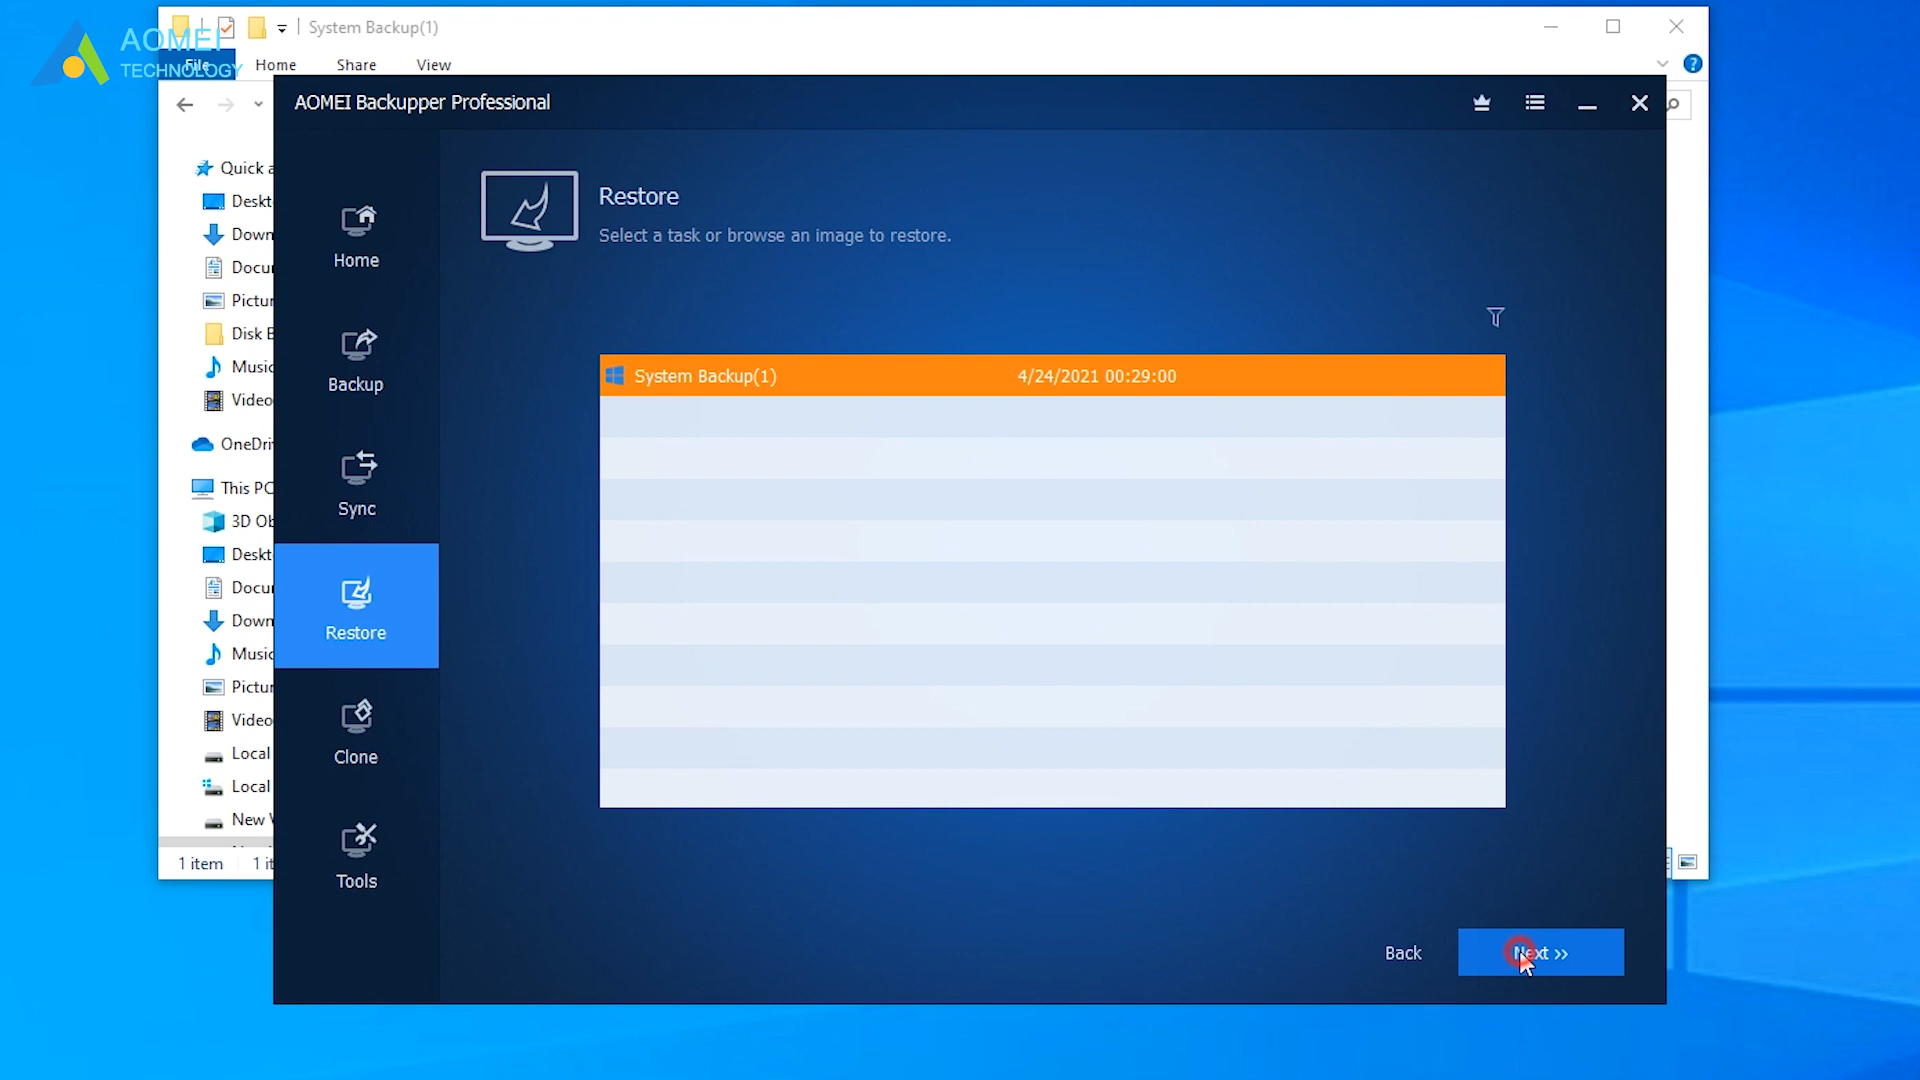 AOMEI
TECHNOLOGY
System Backup(1)
File
Home
Share
View
AOMEI Backupper Professional
Quick a
Deskt
Down
Docu
Pictur
Disk B
Music
Video
OneDri
This PC
3D Ob
Deskt
Docu
Down
Music
Pictur
Video
Local
Local
New V
1 item
1 it
Home
Backup
Sync
Restore
Clone
Tools
Restore
Select a task or browse an image to restore.
System Backup(1)
4/24/2021 00:29:00
Back
Next >>